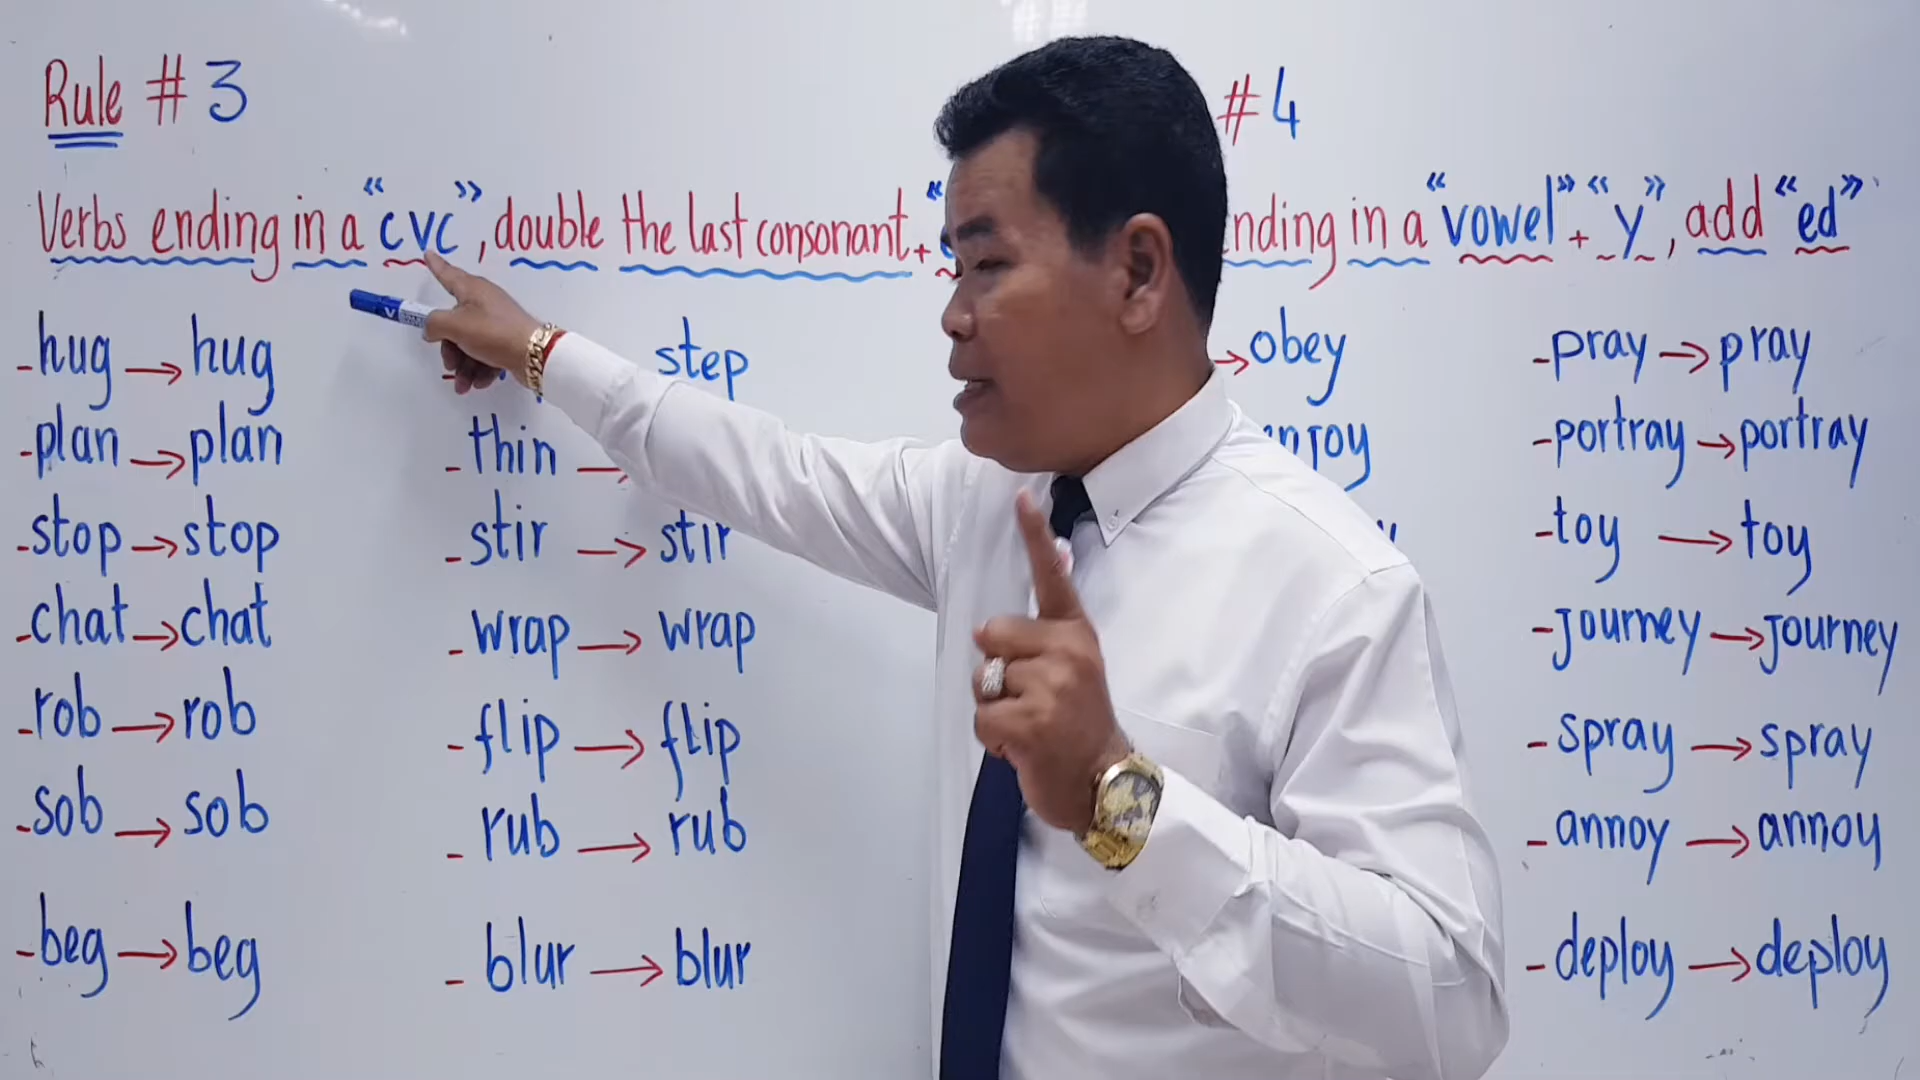 Rule # 3
Verbs ending in a "cvc", double the last consonant + "
- hug → hug
- plan → plan
- stop → stop
- chat → chat
- rob → rob
- sob → sob
- beg → beg
step
- thin →
- stir → stir
- wrap → wrap
- flip → flip
- rub → rub
- blur → blur
# 4
in a "vowel" + "y", add "ed"
→ obey
- pray → pray
- portray → portray
- toy → toy
- journey → journey
- spray → spray
- annoy → annoy
- deploy → deploy